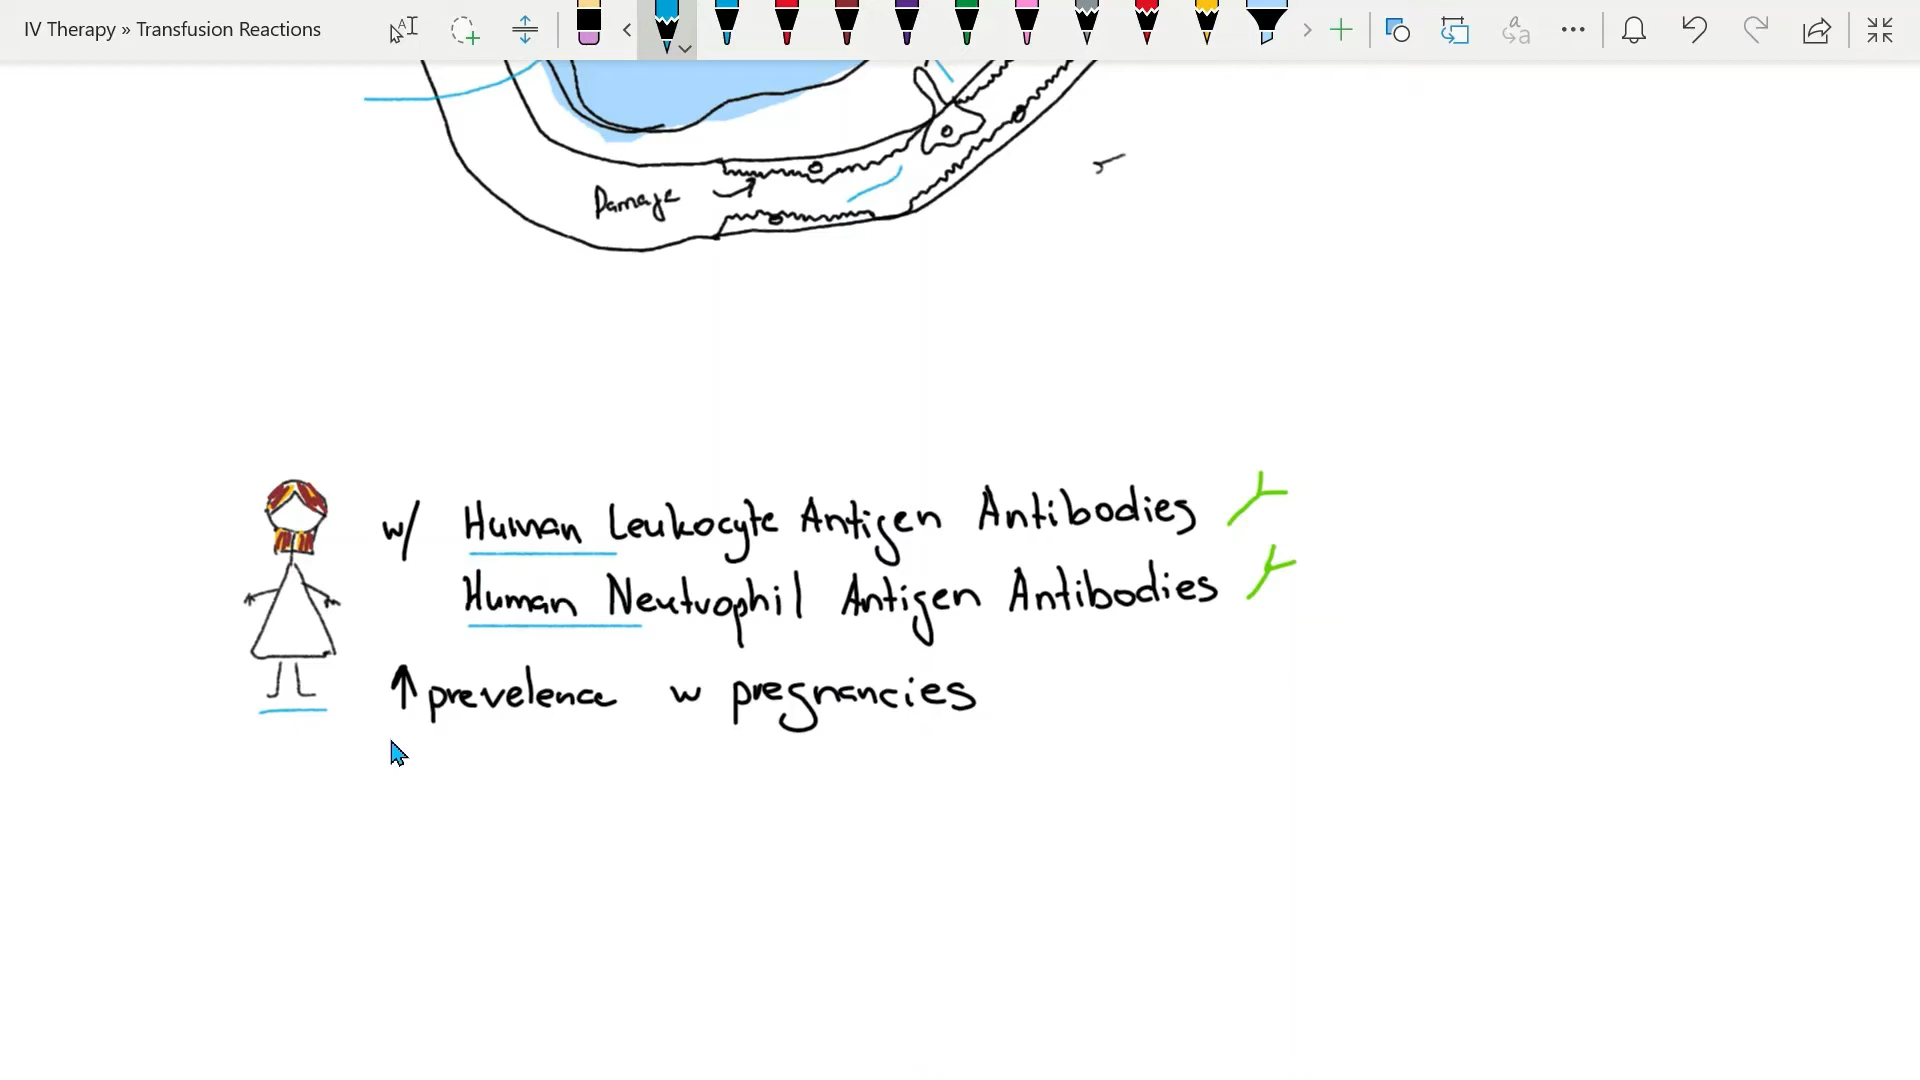 IV Therapy » Transfusion Reactions
Damage
w/ Human Leukocyte Antigen Antibodies
Human Neutrophil Antigen Antibodies
↑ prevelence w pregnancies